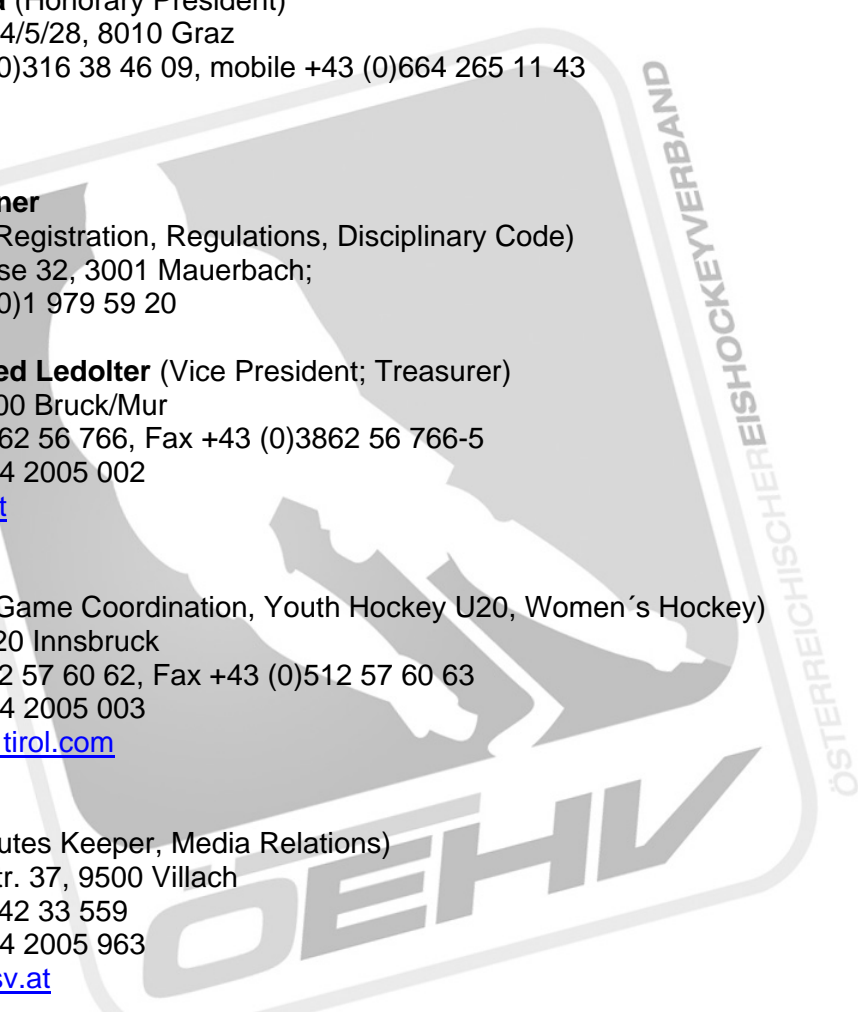 (Honorary President)
4/5/28, 8010 Graz
0)316 38 46 09, mobile +43 (0)664 265 11 43
ner
Registration, Regulations, Disciplinary Code)
se 32, 3001 Mauerbach;
0)1 979 59 20
ed Ledolter (Vice President; Treasurer)
00 Bruck/Mur
62 56 766, Fax +43 (0)3862 56 766-5
4 2005 002
t
Game Coordination, Youth Hockey U20, Women´s Hockey)
20 Innsbruck
2 57 60 62, Fax +43 (0)512 57 60 63
4 2005 003
tirol.com
utes Keeper, Media Relations)
tr. 37, 9500 Villach
42 33 559
4 2005 963
sv.at
ÖSTERREICHISCHEREISHOCKEYVERBAND
ÖEHV